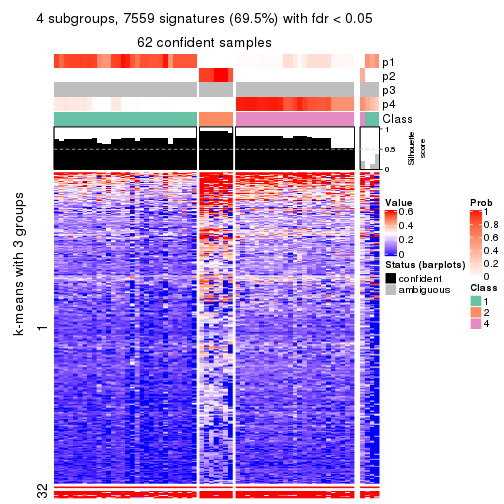 4 subgroups, 7559 signatures (69.5%) with fdr < 0.05
62 confident samples
p1
p2
p3
p4
Class
1
0.5
0
Silhouette
score
k-means with 3 groups
1
32
Value
0.6
0.4
0.2
0
Status (barplots)
confident
ambiguous
Prob
1
0.8
0.6
0.4
0.2
0
Class
1
2
4